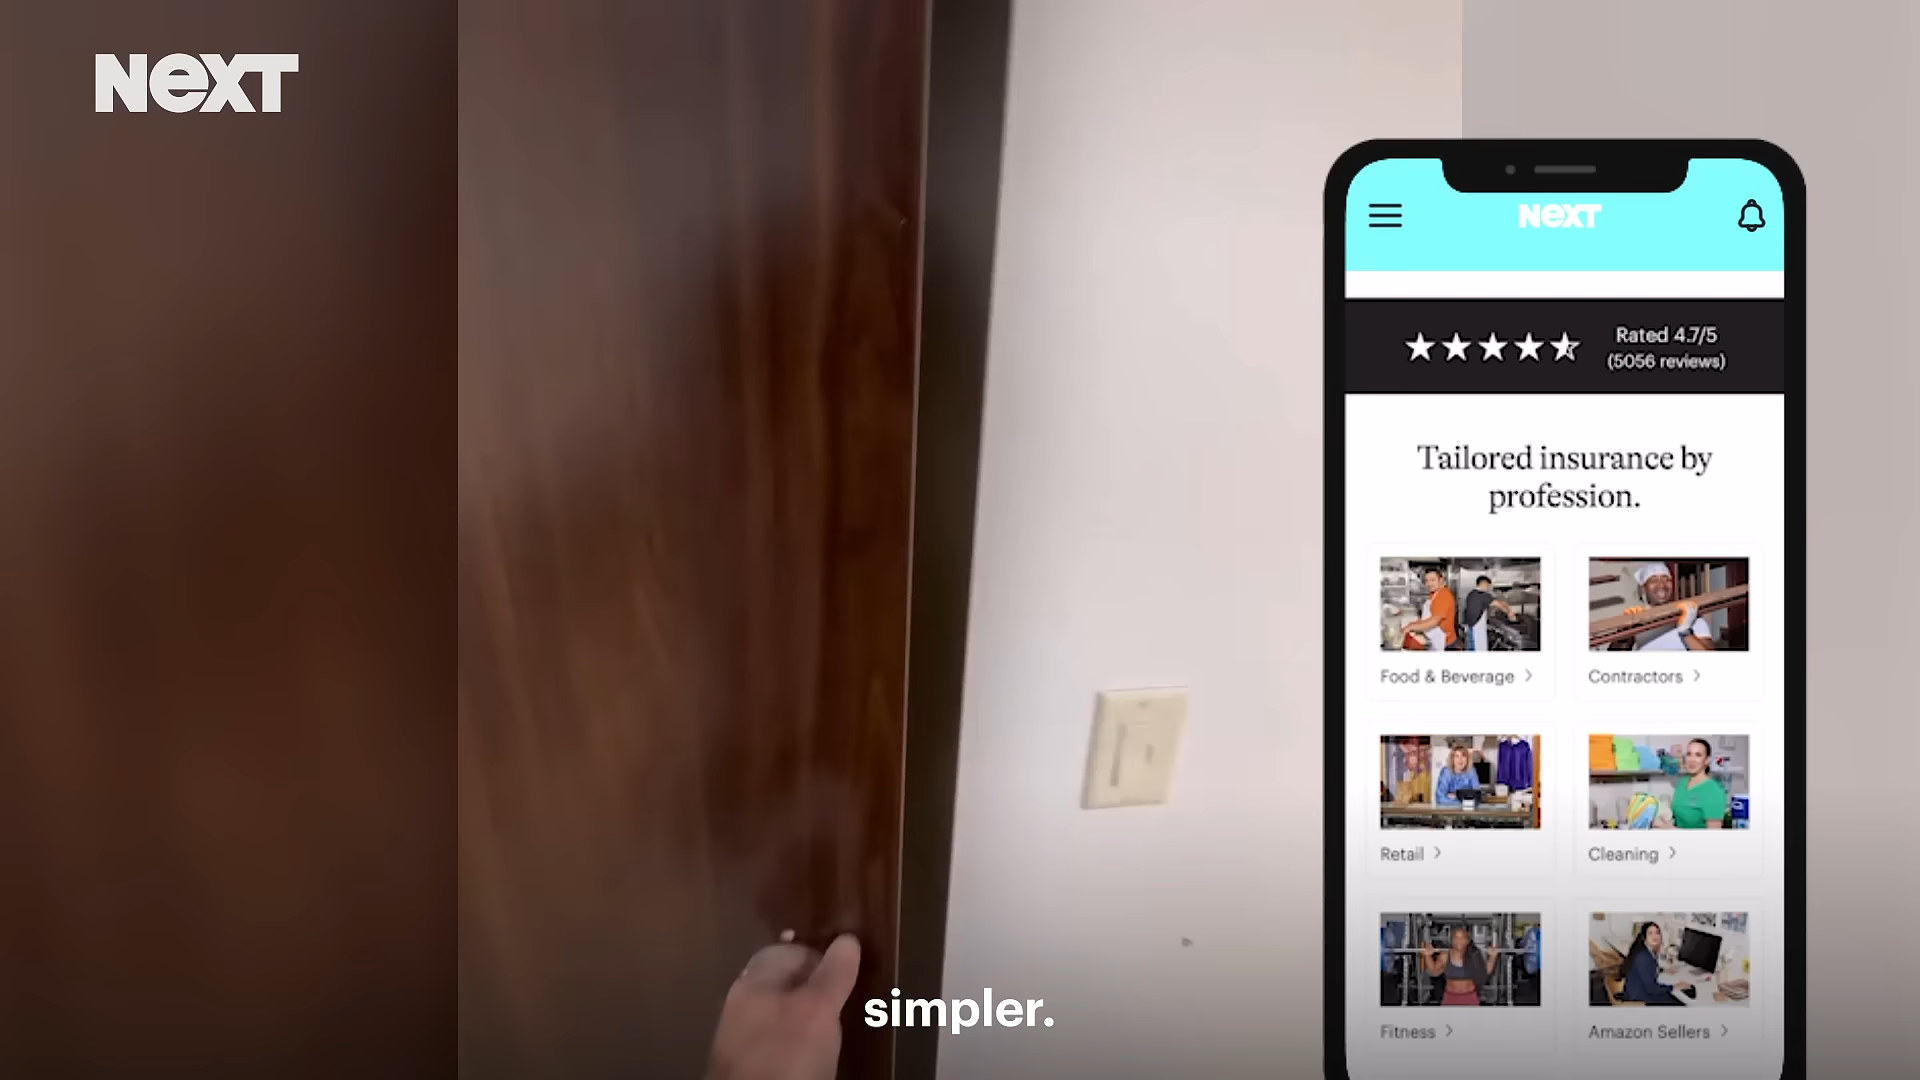 NEXT
NEXT
Rated 4.7/5
(5056 reviews)
Tailored insurance by
profession.
Food & Beverage
Contractors
Retail
Cleaning
Fitness
Amazon Sellers
simpler.